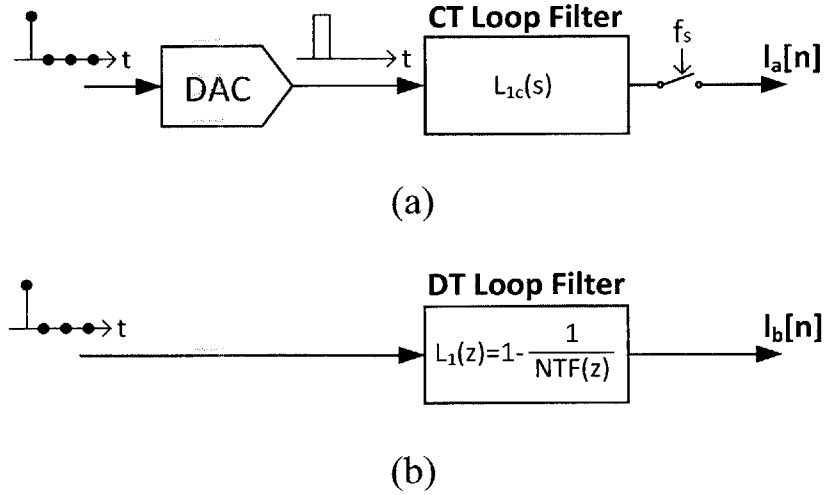 CT Loop Filter
t
DAC
t
L1c(s)
fs
la[n]
(a)
DT Loop Filter
t
L1(z)=1- 1/NTF(z)
lb[n]
(b)